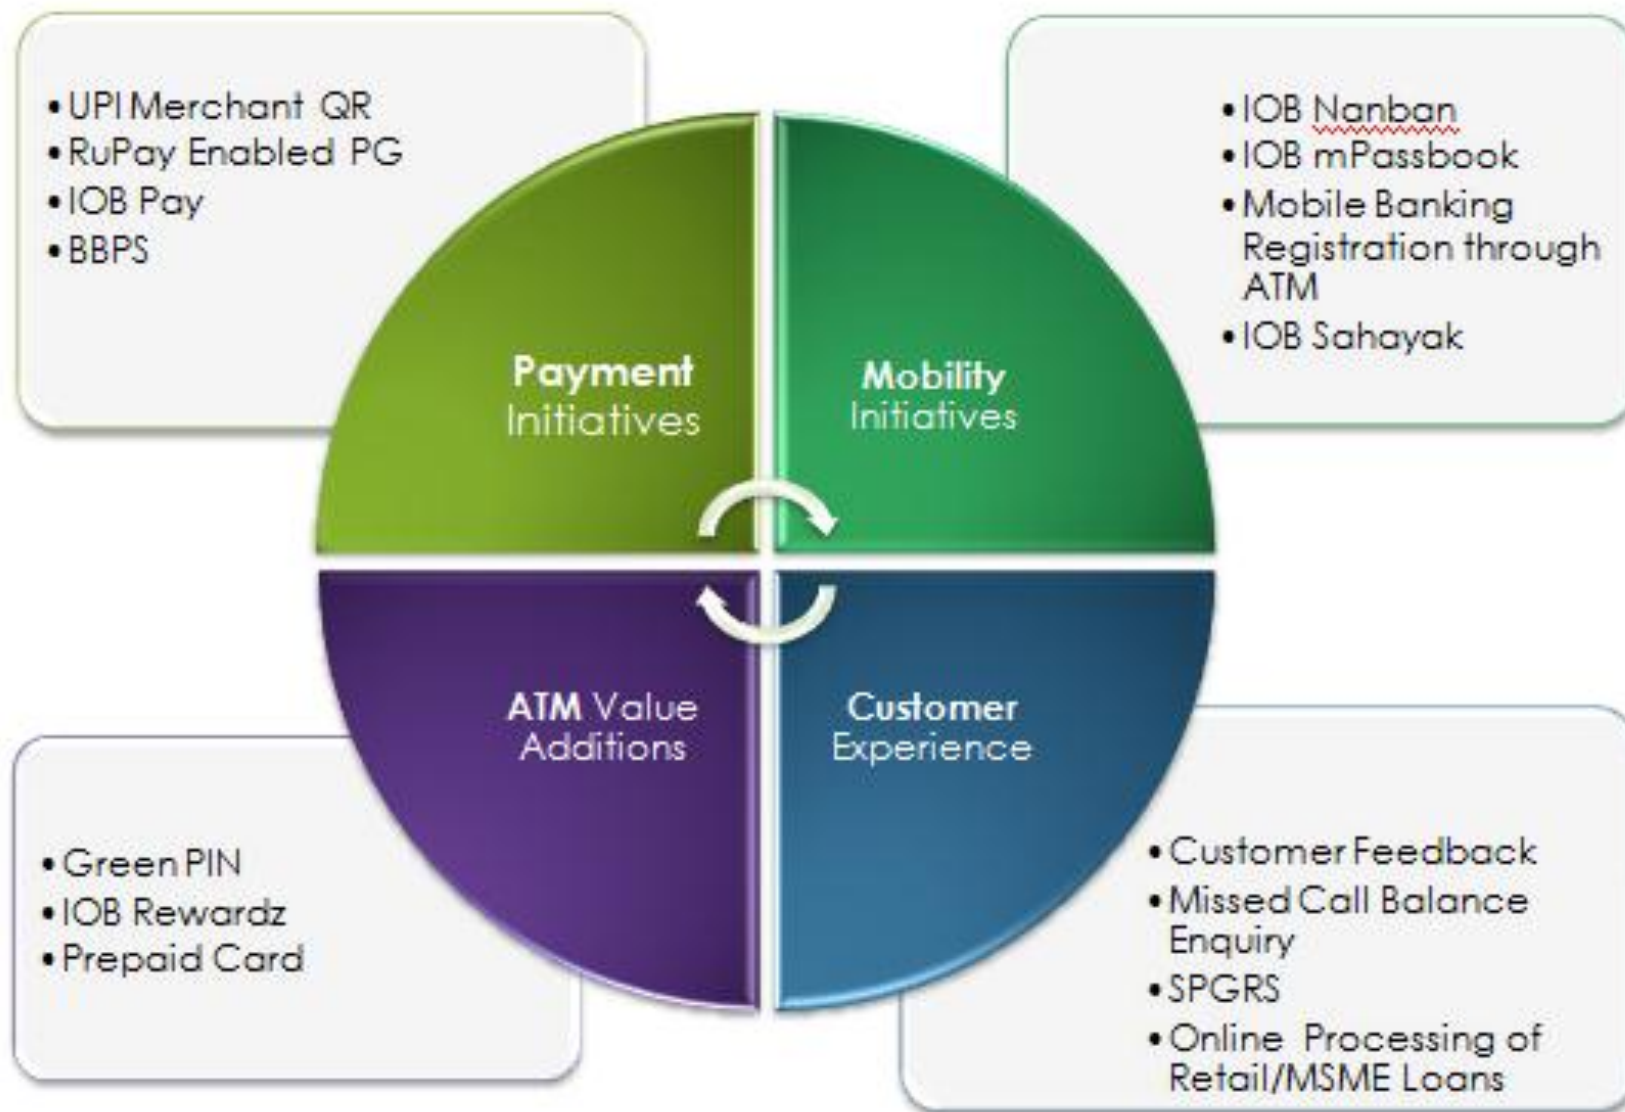 • UPI Merchant QR
• RuPay Enabled PG
• IOB Pay
• BBPS
Payment
Initiatives
• IOB Nanban
• IOB mPassbook
• Mobile Banking
Registration through
ATM
• IOB Sahayak
Mobility
Initiatives
ATM Value
Additions
• Green PIN
• IOB Rewardz
• Prepaid Card
Customer
Experience
• Customer Feedback
• Missed Call Balance
Enquiry
• SPGRS
• Online Processing of
Retail/MSME Loans